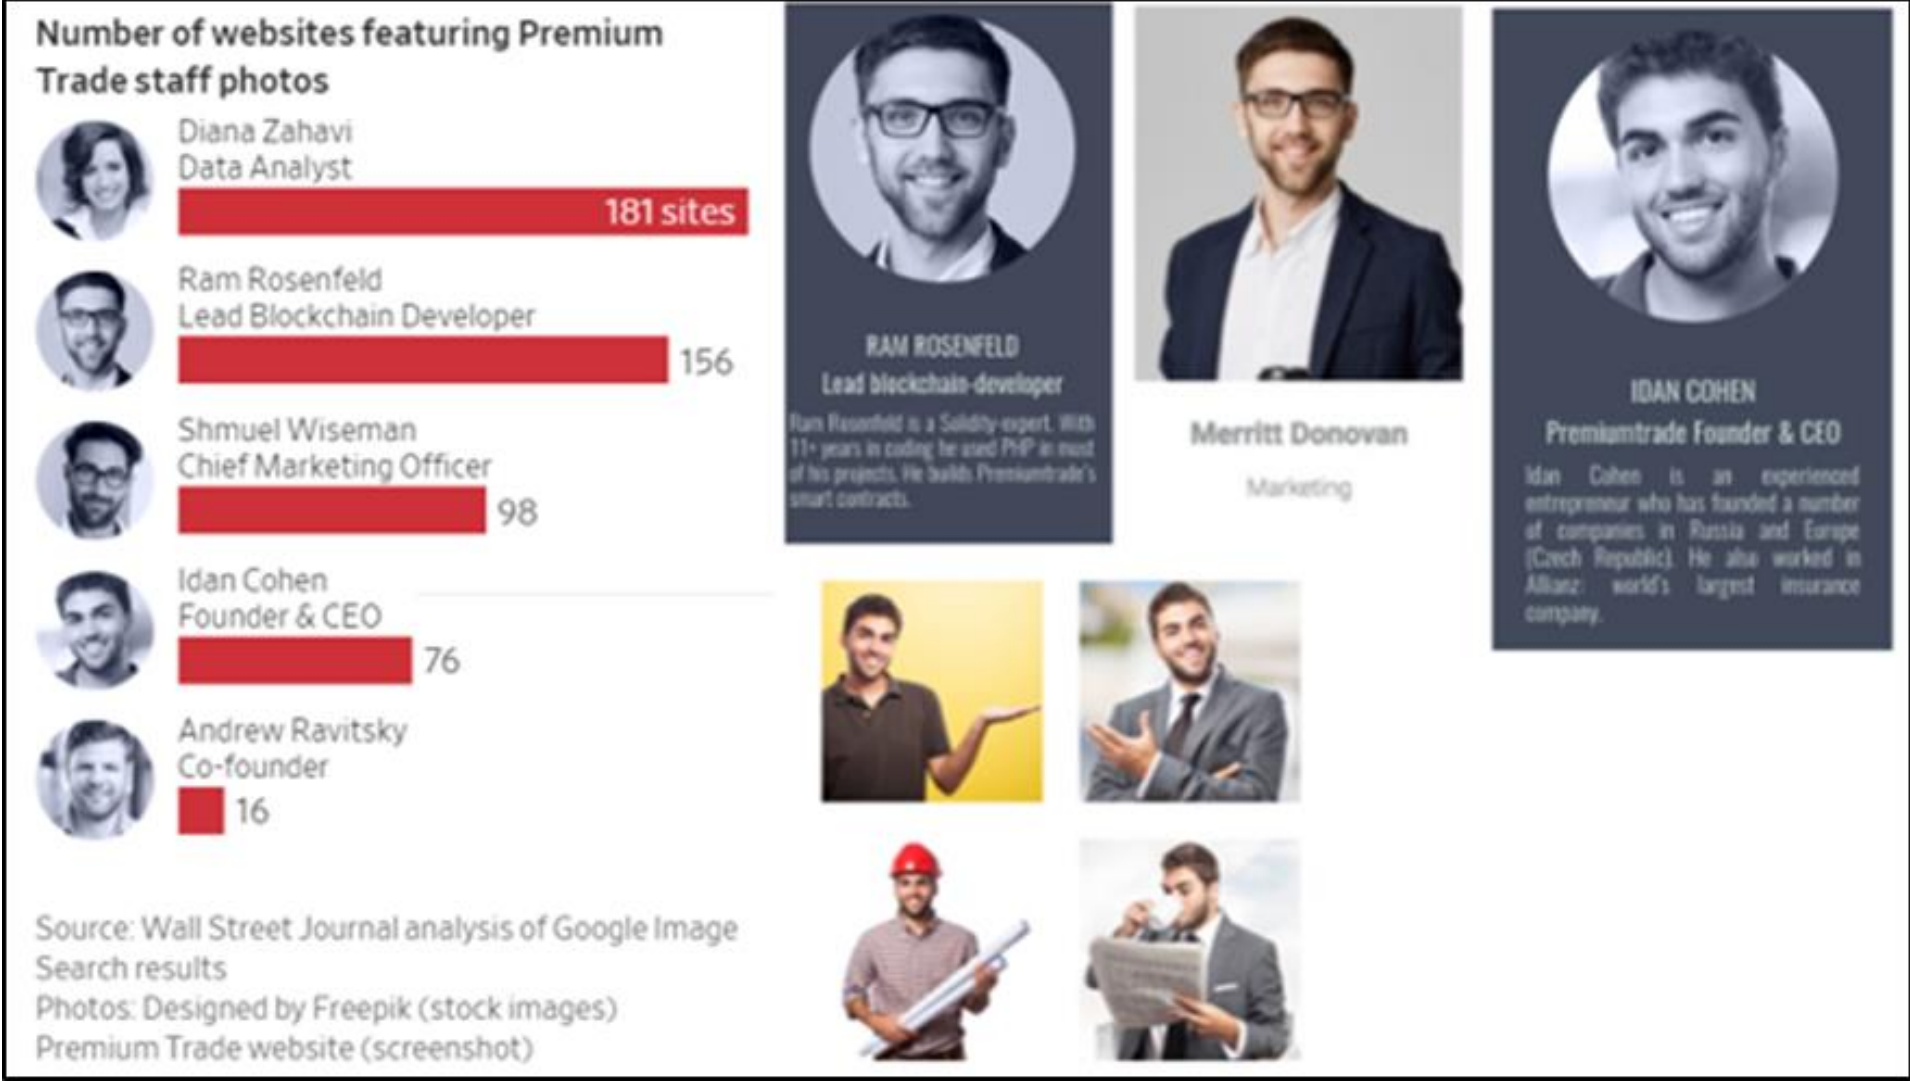 Number of websites featuring Premium
Trade staff photos
Diana Zahavi
Data Analyst
181 sites
Ram Rosenfeld
Lead Blockchain Developer
156
Shmuel Wiseman
Chief Marketing Officer
98
Idan Cohen
Founder & CEO
76
Andrew Ravitsky
Co-founder
16
Source: Wall Street Journal analysis of Google Image
Search results
Photos: Designed by Freepik (stock images)
Premium Trade website (screenshot)
RAM ROSENFELD
Lead blockchain-developer
Ram Rosenfeld is a Solidity-expert. With
11+ years in coding he used PHP in most
of his projects. He builds Premiumtrade's
smart contracts.
Merritt Donovan
Marketing
IDAN COHEN
Premiumtrade Founder & CEO
Idan Cohen is an experienced
entrepreneur who has founded a number
of companies in Russia and Europe
(Czech Republic). He also worked in
Allianz: world's largest insurance
company.